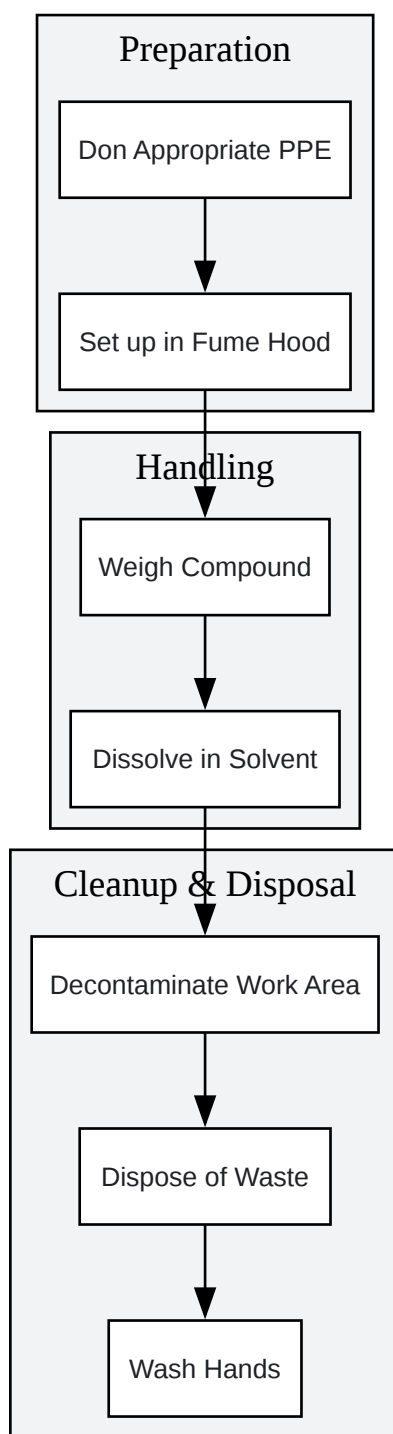 Preparation
Don Appropriate PPE
Set up in Fume Hood
Handling
Weigh Compound
Dissolve in Solvent
Cleanup & Disposal
Decontaminate Work Area
Dispose of Waste
Wash Hands